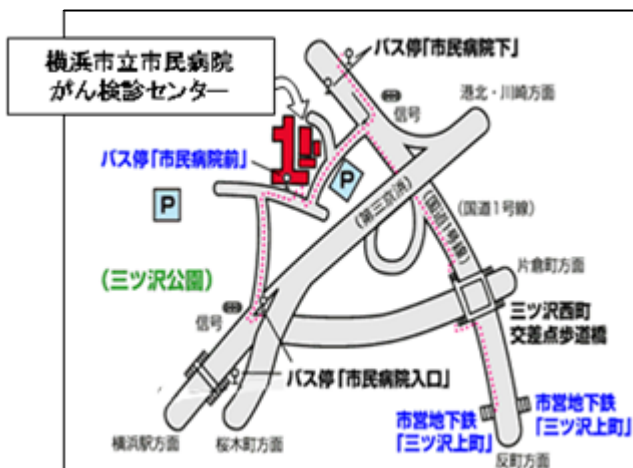 横浜市立市民病院
がん検診センター
バス停「市民病院下」
港北・川崎方面
信号
バス停「市民病院前」
P
P
(第三京浜)
(国道1号線)
(国道1号線)
片倉町方面
(三ツ沢公園)
三ツ沢西町
交差点歩道橋
信号
バス停「市民病院入口」
市営地下鉄
「三ツ沢上町」
市営地下鉄
「三ツ沢上町」
横浜駅方面
桜木町方面
反町方面